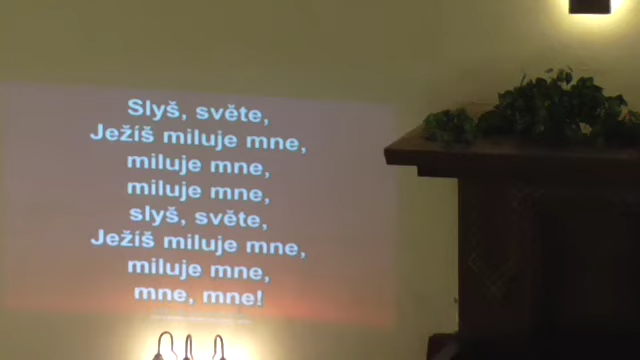 Slyš, světe,
Ježíš miluje mne,
miluje mne,
miluje mne,
slyš, světe,
Ježíš miluje mne,
miluje mne,
mne, mne!